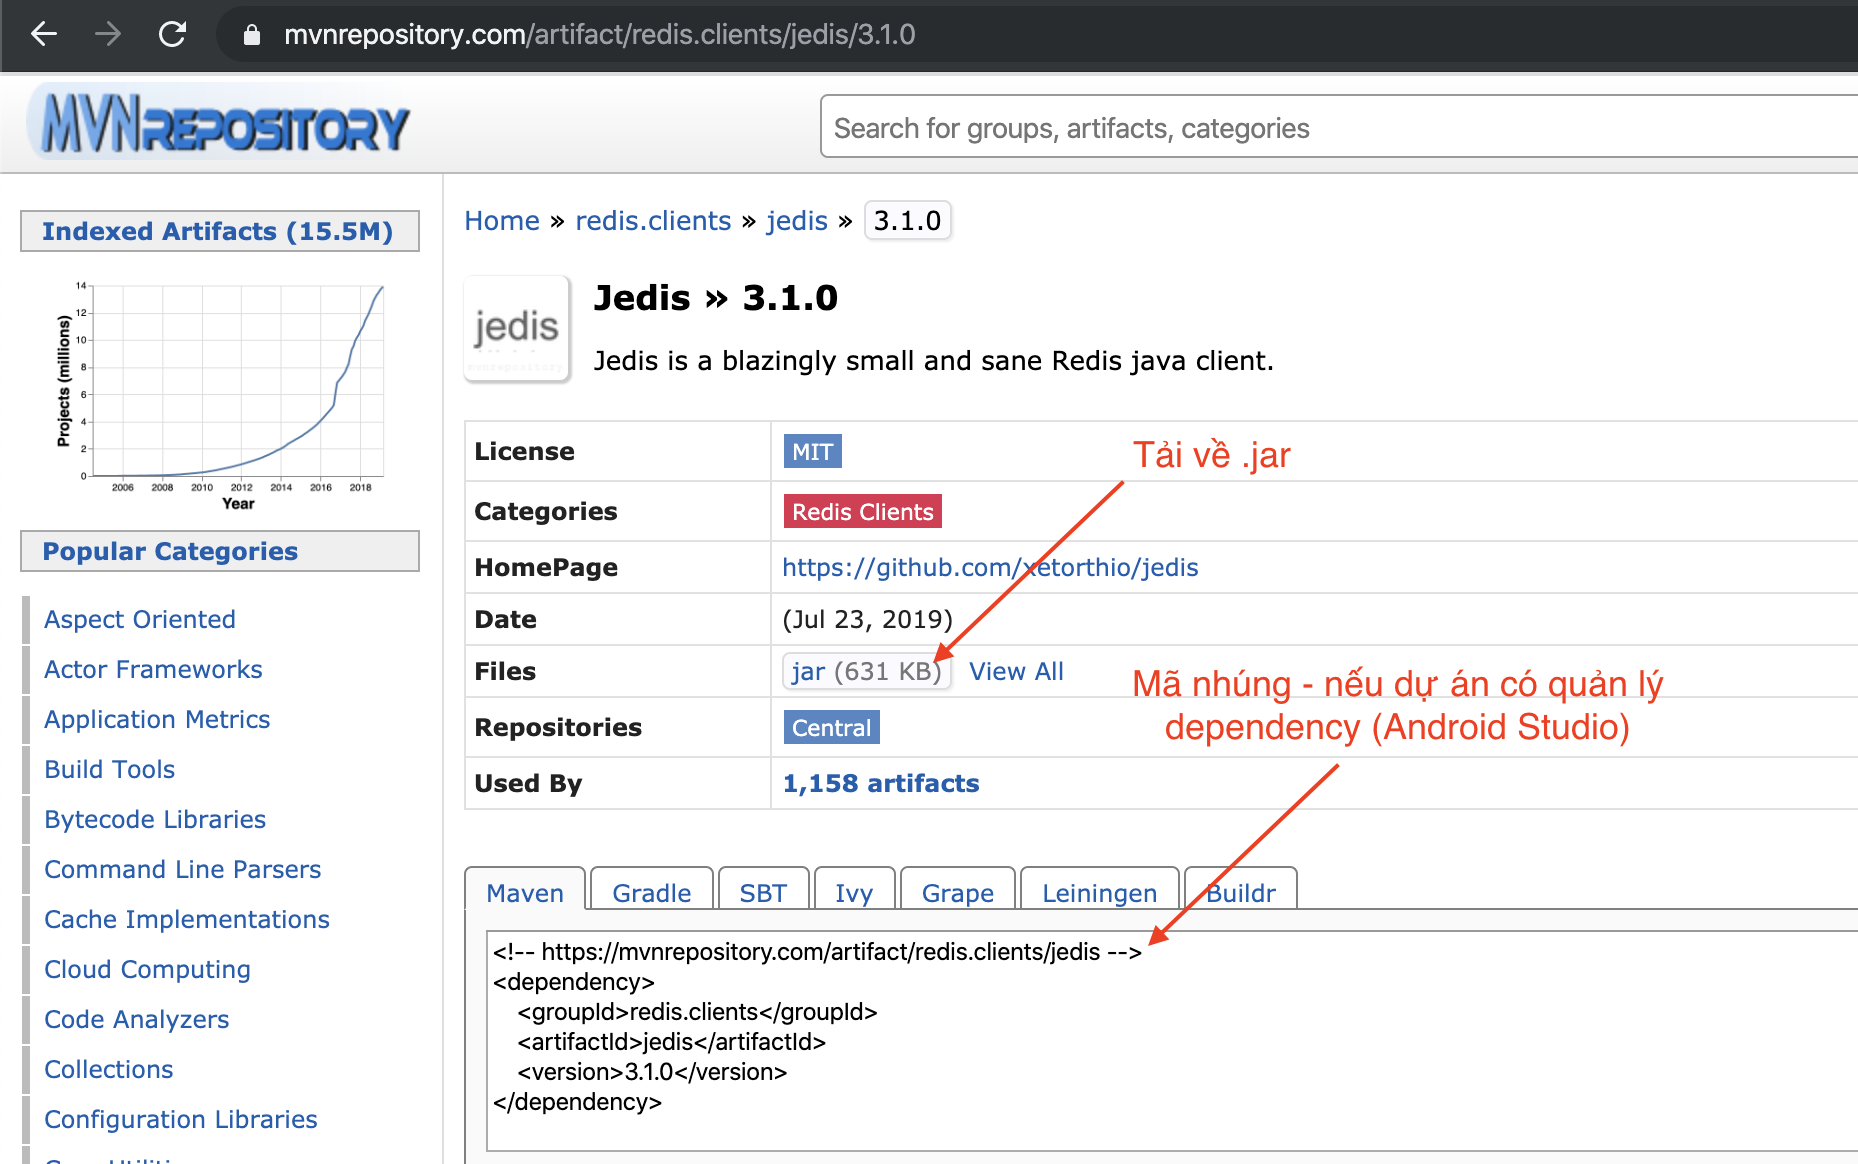 mvnrepository.com/artifact/redis.clients/jedis/3.1.0
MVNREPOSITORY
Search for groups, artifacts, categories
Indexed Artifacts (15.5M)
Projects (millions)
14
12
10
8
6
4
2
0
2006 2008 2010 2012 2014 2016 2018
Year
Popular Categories
Aspect Oriented
Actor Frameworks
Application Metrics
Build Tools
Bytecode Libraries
Command Line Parsers
Cache Implementations
Cloud Computing
Code Analyzers
Collections
Configuration Libraries
Home » redis.clients » jedis » 3.1.0
jedis
Jedis » 3.1.0
Jedis is a blazingly small and sane Redis java client.
License MIT
Tải về .jar
Categories Redis Clients
HomePage https://github.com/xetorthio/jedis
Date (Jul 23, 2019)
Files jar (631 KB) View All
Mã nhúng - nếu dự án có quản lý
dependency (Android Studio)
Repositories Central
Used By 1,158 artifacts
Maven Gradle SBT Ivy Grape Leiningen Buildr
<!-- https://mvnrepository.com/artifact/redis.clients/jedis -->
<dependency>
<groupId>redis.clients</groupId>
<artifactId>jedis</artifactId>
<version>3.1.0</version>
</dependency>